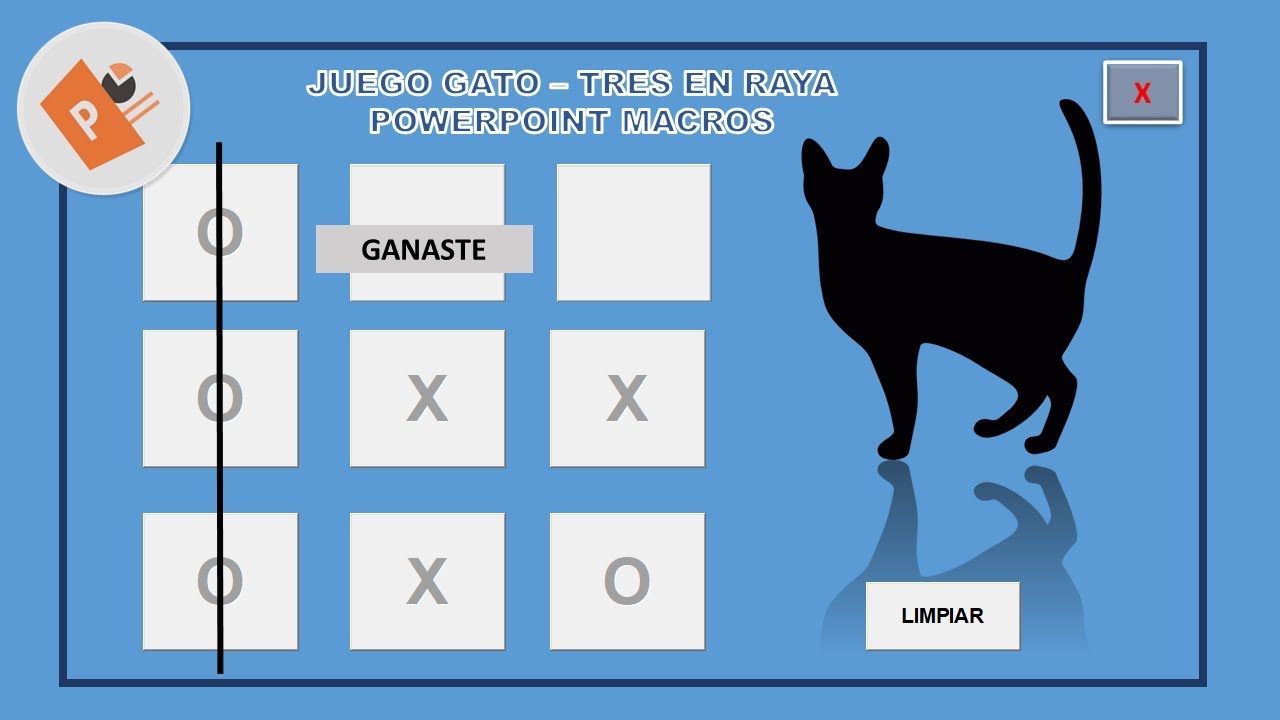 JUEGO GATO – TRES EN RAYA
POWERPOINT MACROS
X
P
O
GANASTE
O X X
O X O
LIMPIAR